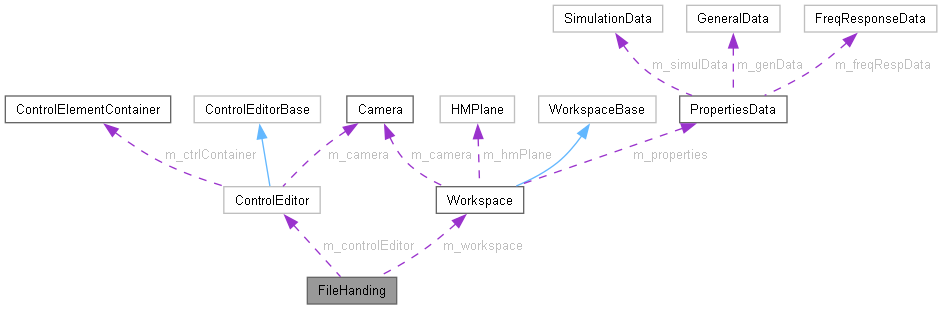 SimulationData
GeneralData
FreqResponseData
m_simulData
m_genData
m_freqRespData
ControlElementContainer
ControlEditorBase
Camera
HMPlane
WorkspaceBase
PropertiesData
m_ctrlContainer
m_camera
m_camera
m_hmPlane
m_properties
ControlEditor
Workspace
m_controlEditor
m_workspace
FileHanding